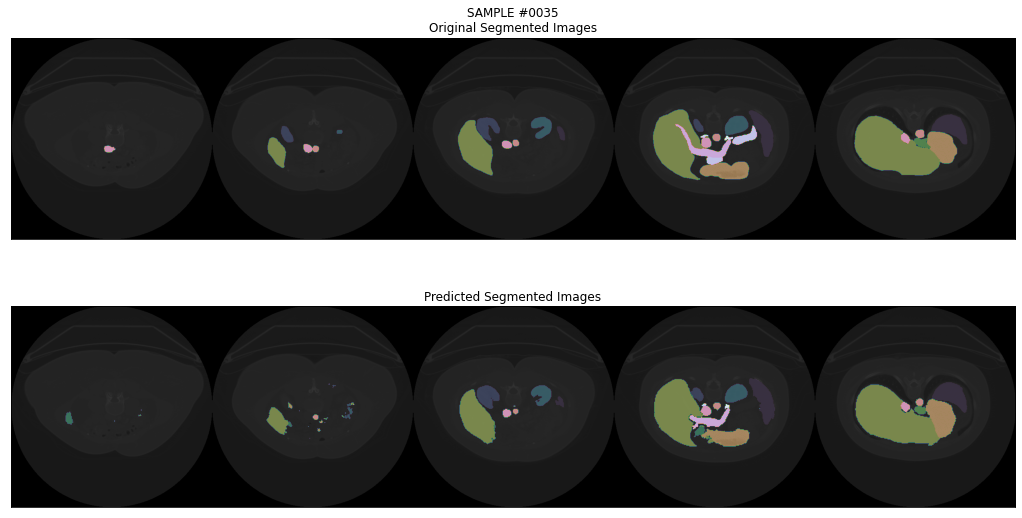 SAMPLE #0035
Original Segmented Images
Predicted Segmented Images